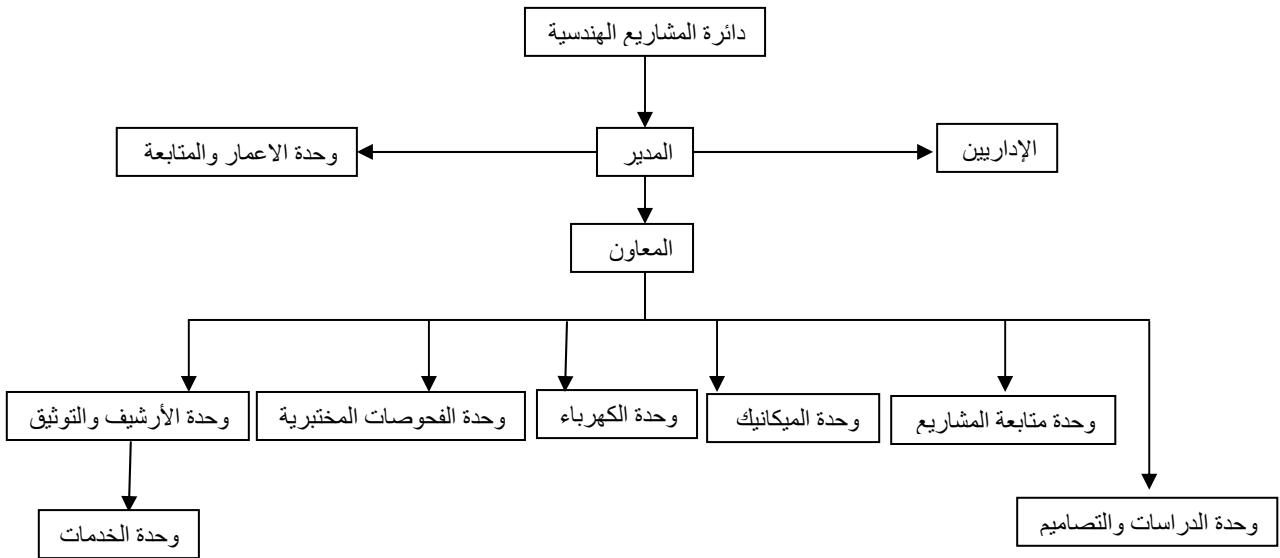 دائرة المشاريع الهندسية
الإداريين
المدير
وحدة الاعمار والمتابعة
المعاون
وحدة متابعة المشاريع
وحدة الميكانيك
وحدة الكهرباء
وحدة الفحوصات المختبرية
وحدة الأرشيف والتوثيق
وحدة الدراسات والتصاميم
وحدة الخدمات